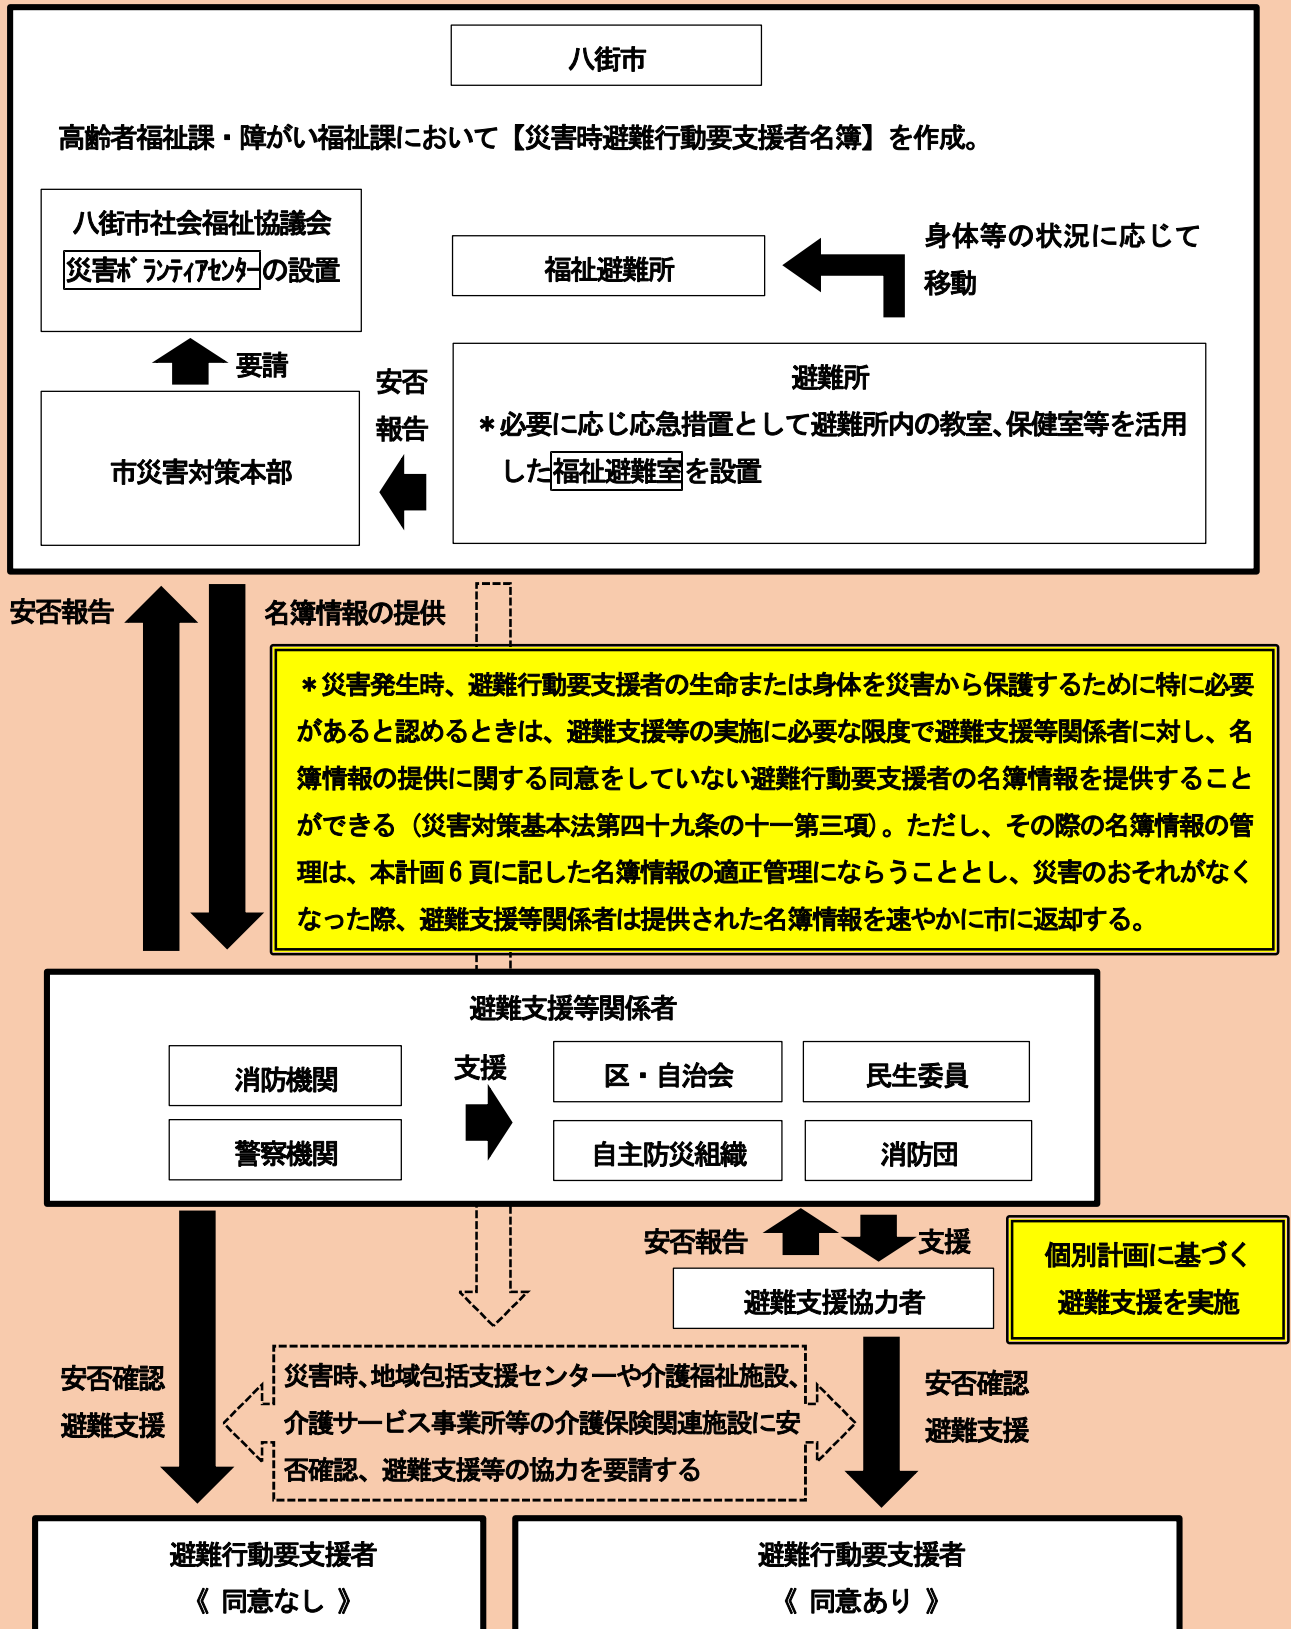 八街市
高齢者福祉課・障がい福祉課において【災害時避難行動要支援者名簿】を作成。
八街市社会福祉協議会
災害ﾎﾞﾗﾝﾃｨｱｾﾝﾀｰの設置
福祉避難所
身体等の状況に応じて
移動
要請
安否
報告
避難所
＊必要に応じ応急措置として避難所内の教室、保健室等を活用
した福祉避難室を設置
市災害対策本部
安否報告
名簿情報の提供
＊災害発生時、避難行動要支援者の生命または身体を災害から保護するために特に必要
があると認めるときは、避難支援等の実施に必要な限度で避難支援等関係者に対し、名
簿情報の提供に関する同意をしていない避難行動要支援者の名簿情報を提供すること
ができる（災害対策基本法第四十九条の十一第三項）。ただし、その際の名簿情報の管
理は、本計画６頁に記した名簿情報の適正管理にならうこととし、災害のおそれがなく
なった際、避難支援等関係者は提供された名簿情報を速やかに市に返却する。
避難支援等関係者
消防機関
警察機関
支援
区・自治会
民生委員
自主防災組織
消防団
安否報告
支援
避難支援協力者
個別計画に基づく
避難支援を実施
安否確認
避難支援
災害時、地域包括支援センターや介護福祉施設、
介護サービス事業所等の介護保険関連施設に安
否確認、避難支援等の協力を要請する
安否確認
避難支援
避難行動要支援者
《 同意なし 》
避難行動要支援者
《 同意あり 》